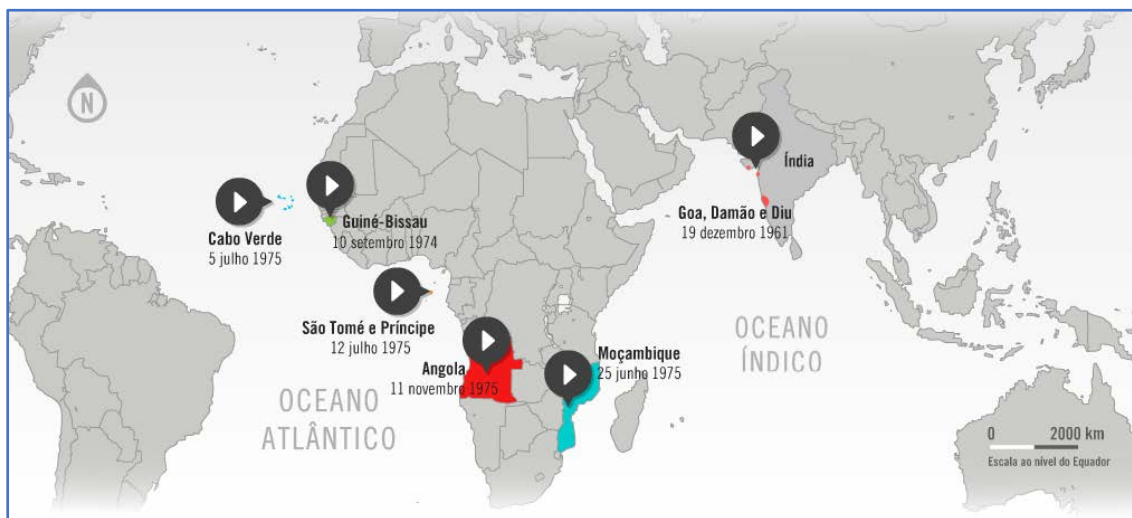 N
Índia
Goa, Damão e Diu
19 dezembro 1961
Guiné-Bissau
10 setembro 1974
Cabo Verde
5 julho 1975
São Tomé e Príncipe
12 julho 1975
Angola
11 novembro 1975
Moçambique
25 junho 1975
OCEANO
ÍNDICO
OCEANO
ATLÂNTICO
0 2000 km
Escala ao nível do Equador